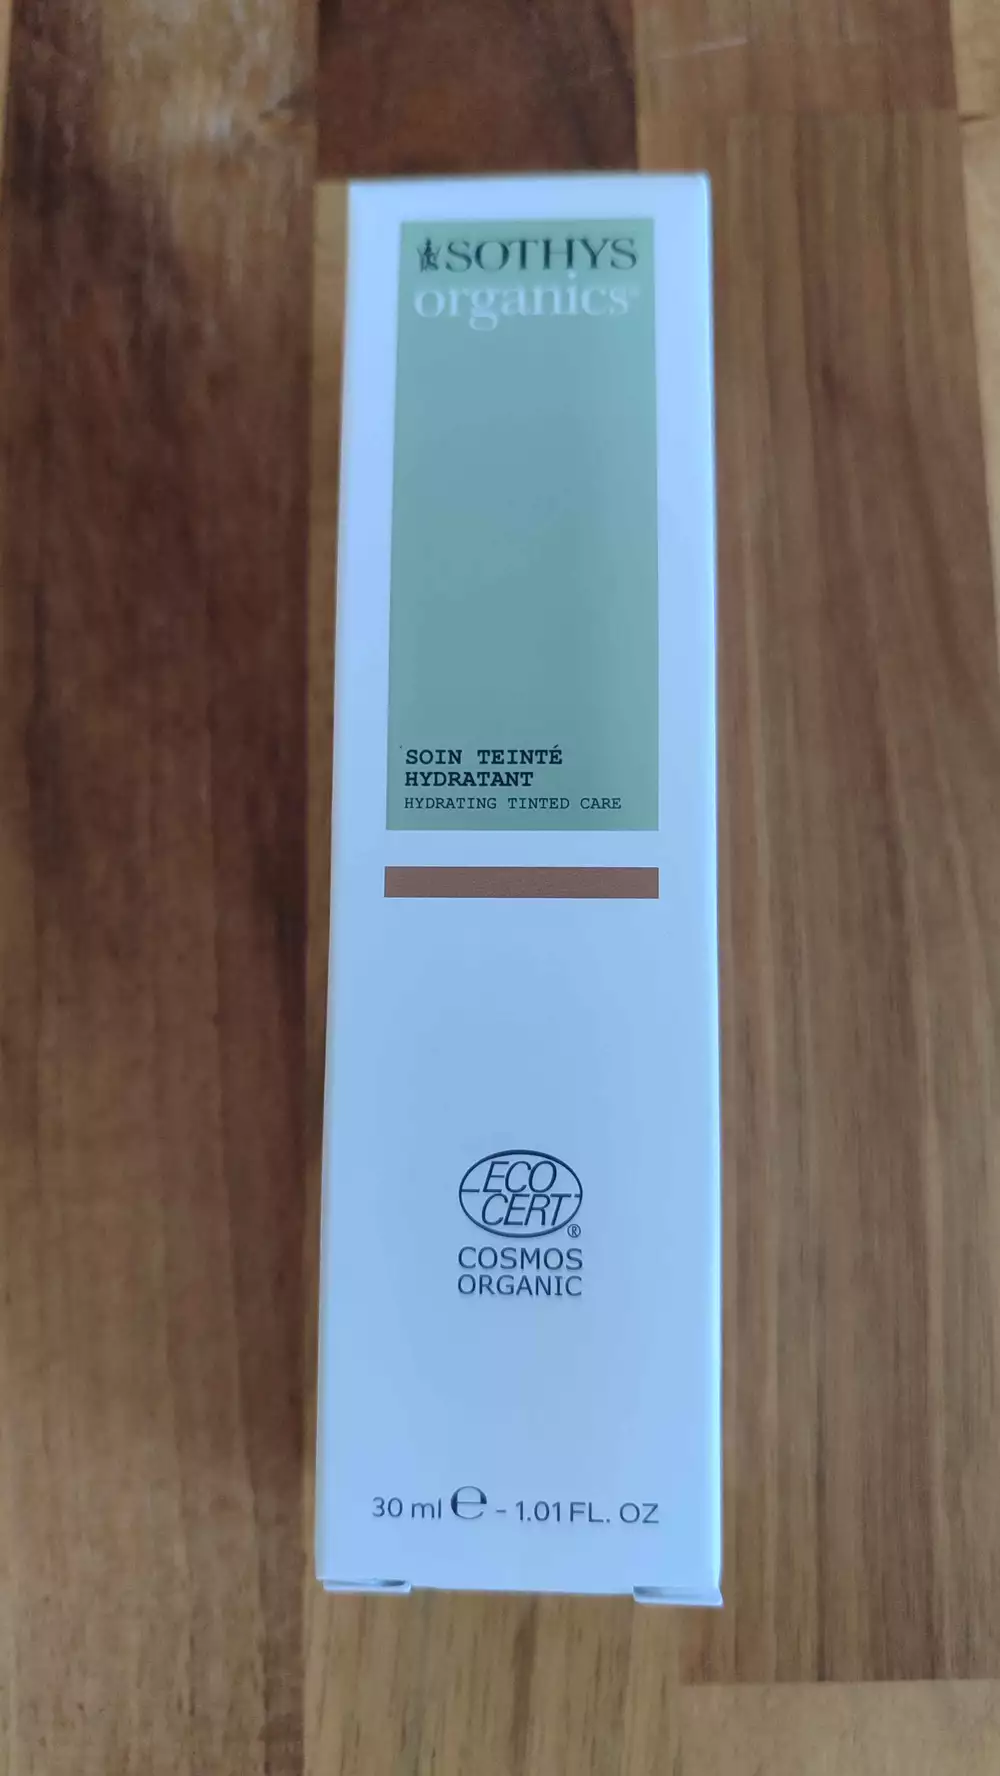 SOTHYS
organics®
SOIN TEINTÉ
HYDRATANT
HYDRATING TINTED CARE
ECO
CERT®
COSMOS
ORGANIC
30 ml ℮ - 1.01 FL. OZ